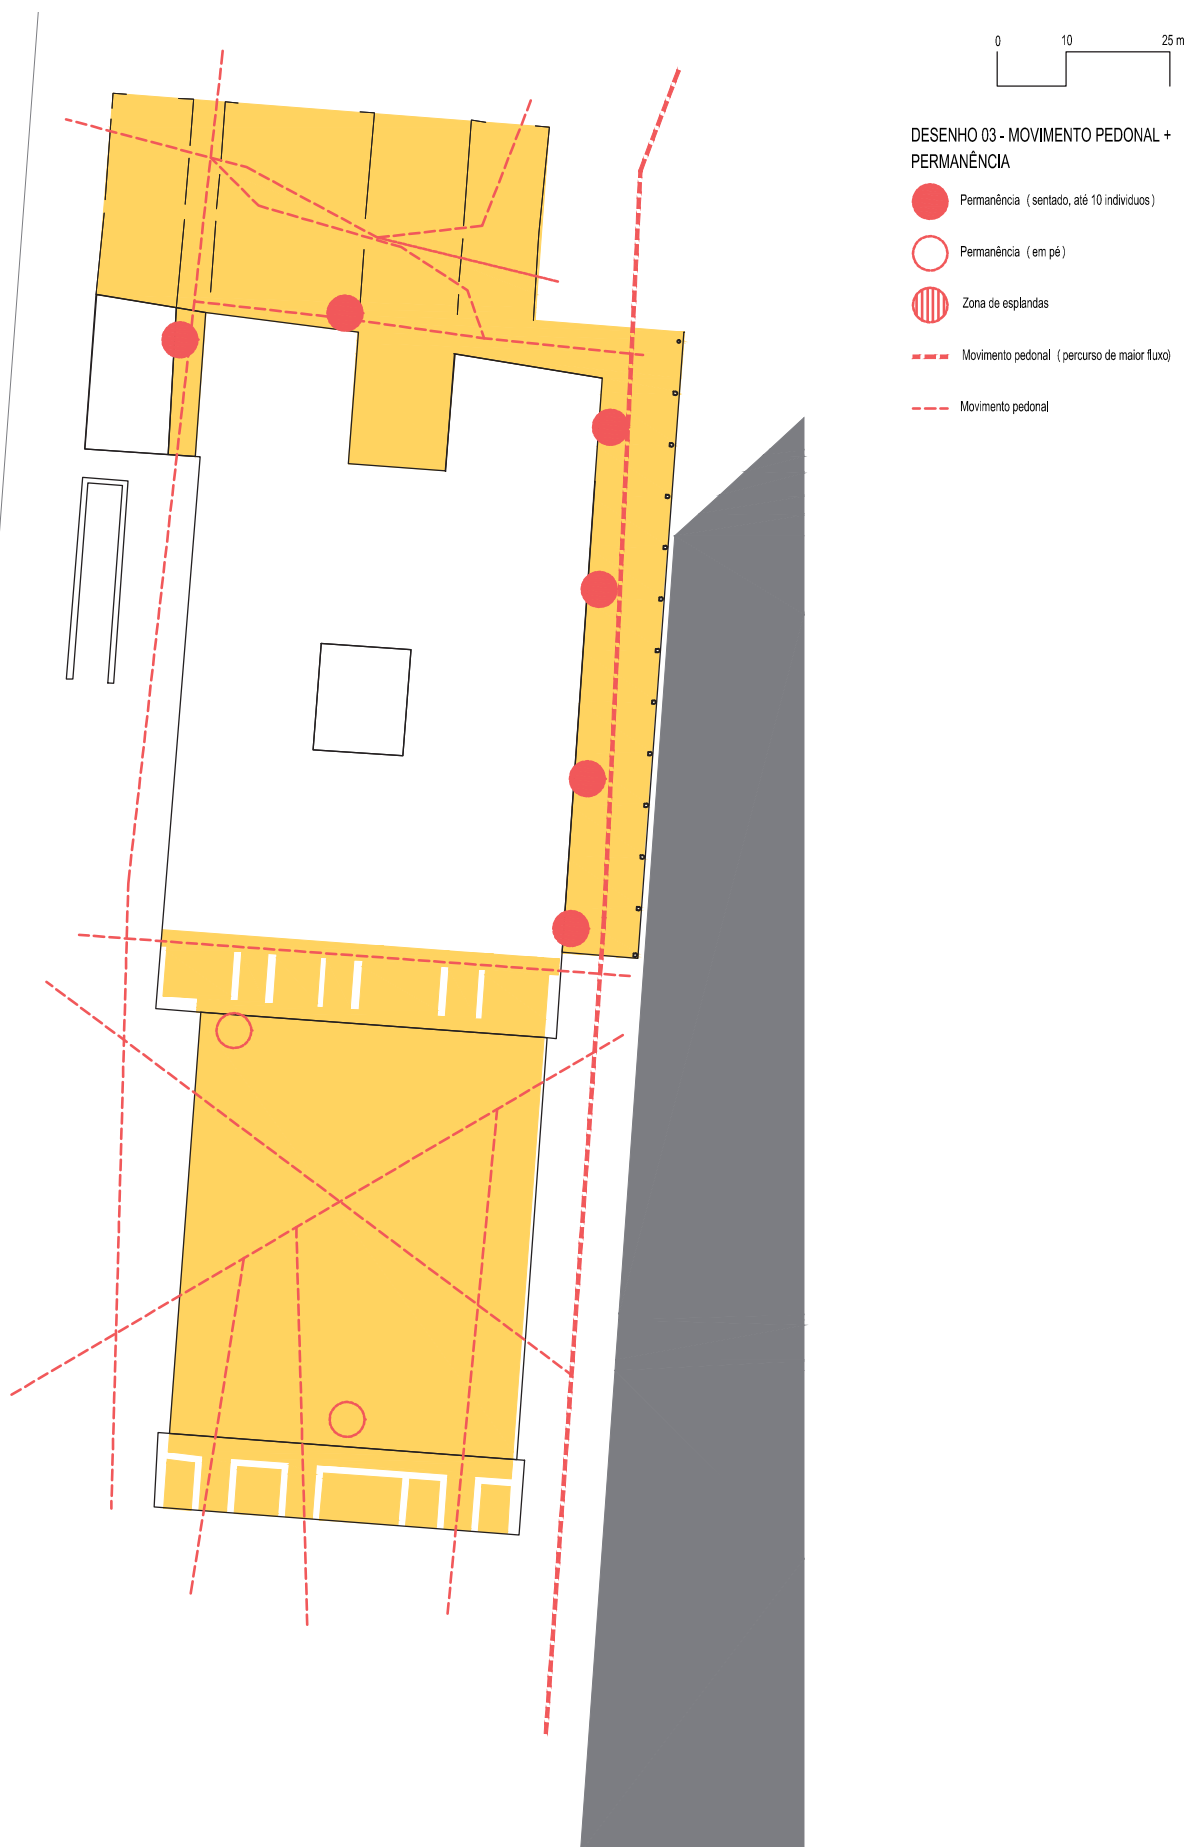 0 10 25 m
DESENHO 03 - MOVIMENTO PEDONAL +
PERMANÊNCIA
Permanência ( sentado, até 10 individuos )
Permanência ( em pé )
Zona de esplandas
Movimento pedonal ( percurso de maior fluxo)
Movimento pedonal